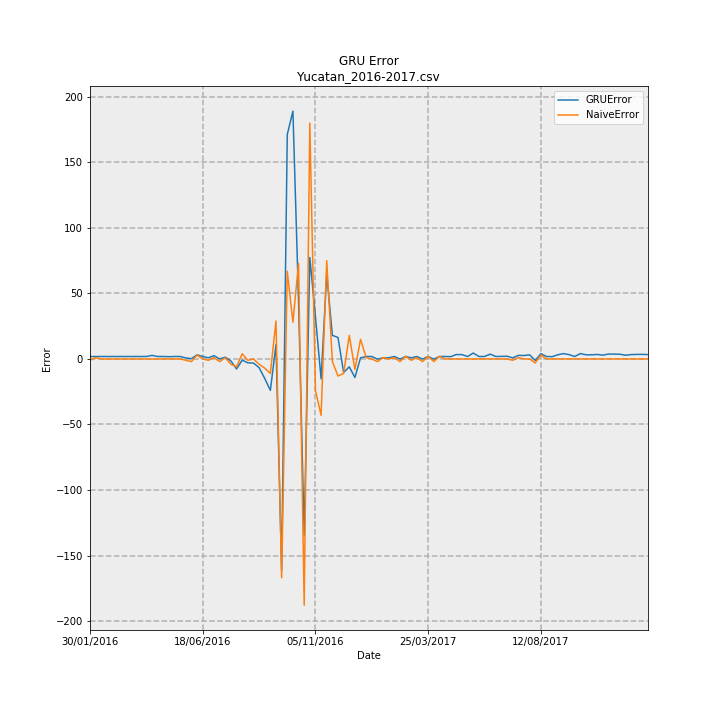 GRU Error
Yucatan_2016-2017.csv
GRUError
NaiveError
200
150
100
50
0
−50
−100
−150
−200
Error
30/01/2016
18/06/2016
05/11/2016
25/03/2017
12/08/2017
Date